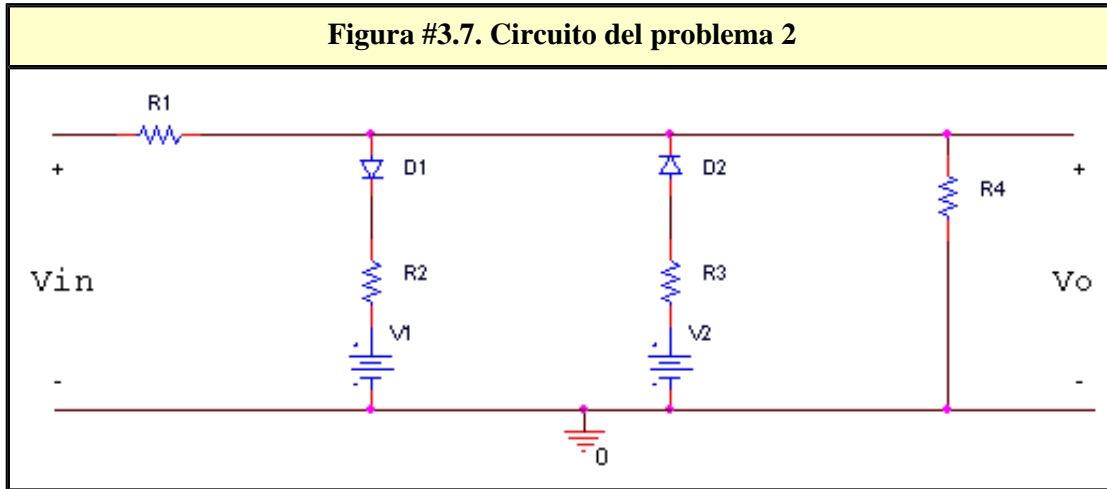 Figura #3.7. Circuito del problema 2
R1
+ D1 D2 +
R4
Vin R2 R3 Vo
V1 V2
- -
0